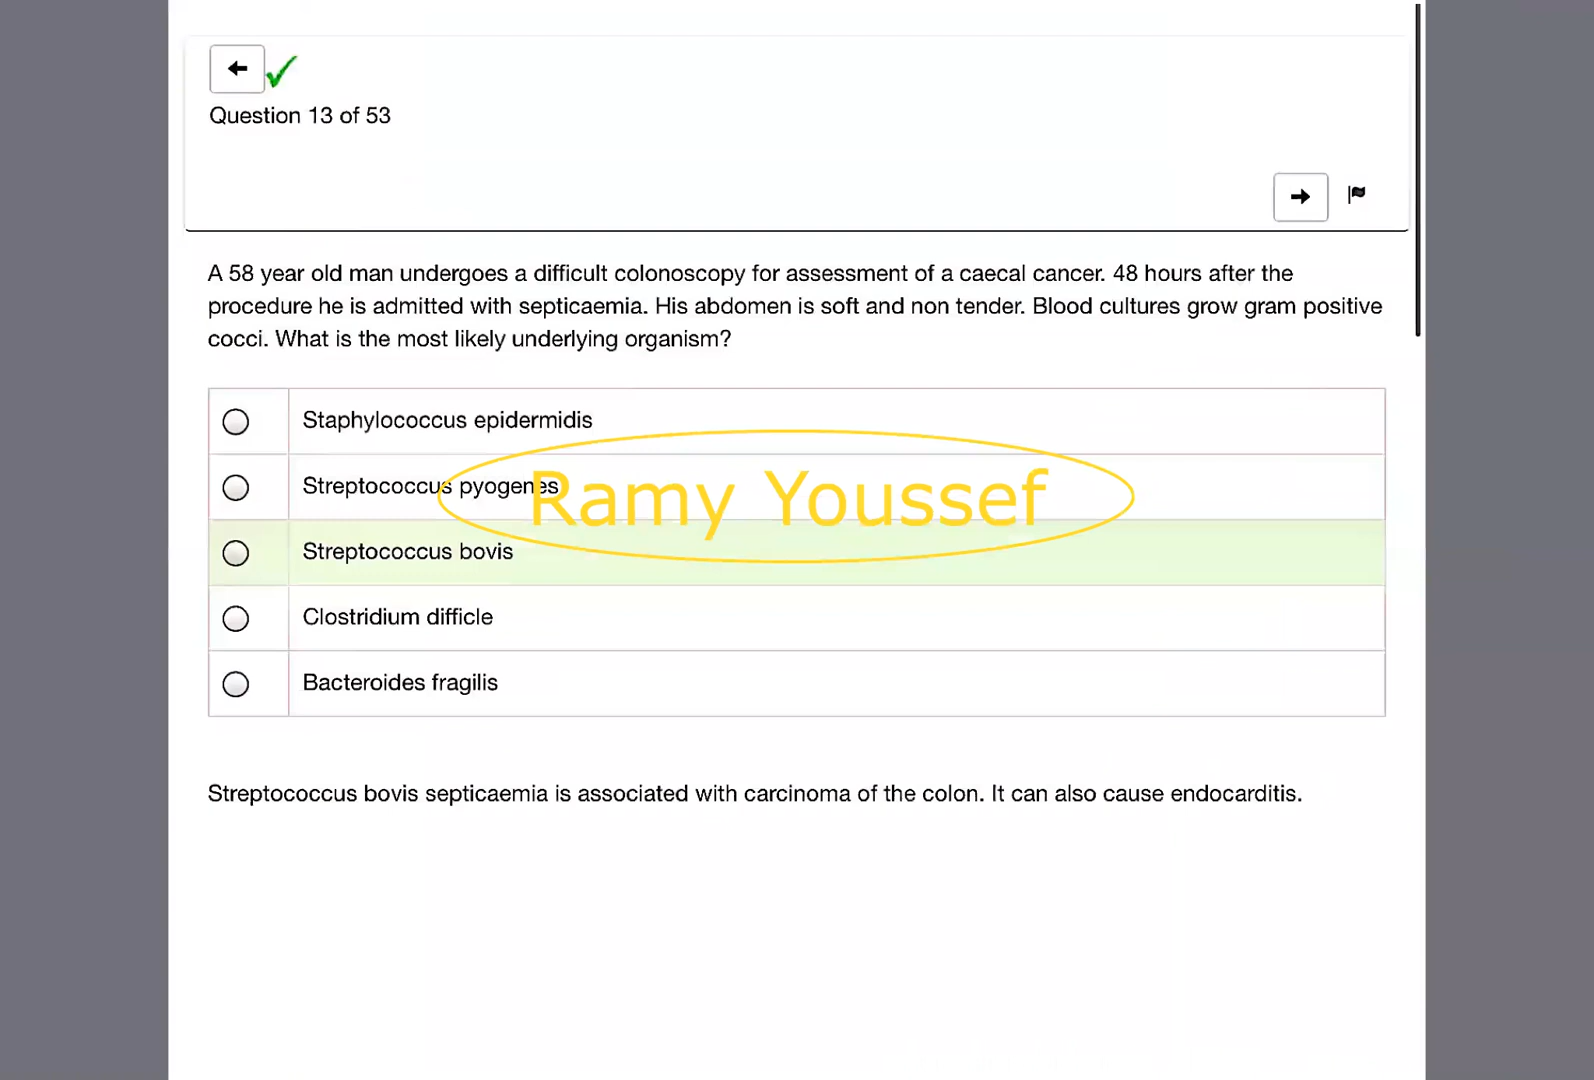 Question 13 of 53
A 58 year old man undergoes a difficult colonoscopy for assessment of a caecal cancer. 48 hours after the
procedure he is admitted with septicaemia. His abdomen is soft and non tender. Blood cultures grow gram positive
cocci. What is the most likely underlying organism?
Staphylococcus epidermidis
Streptococcus pyogenes
Ramy Youssef
Streptococcus bovis
Clostridium difficle
Bacteroides fragilis
Streptococcus bovis septicaemia is associated with carcinoma of the colon. It can also cause endocarditis.